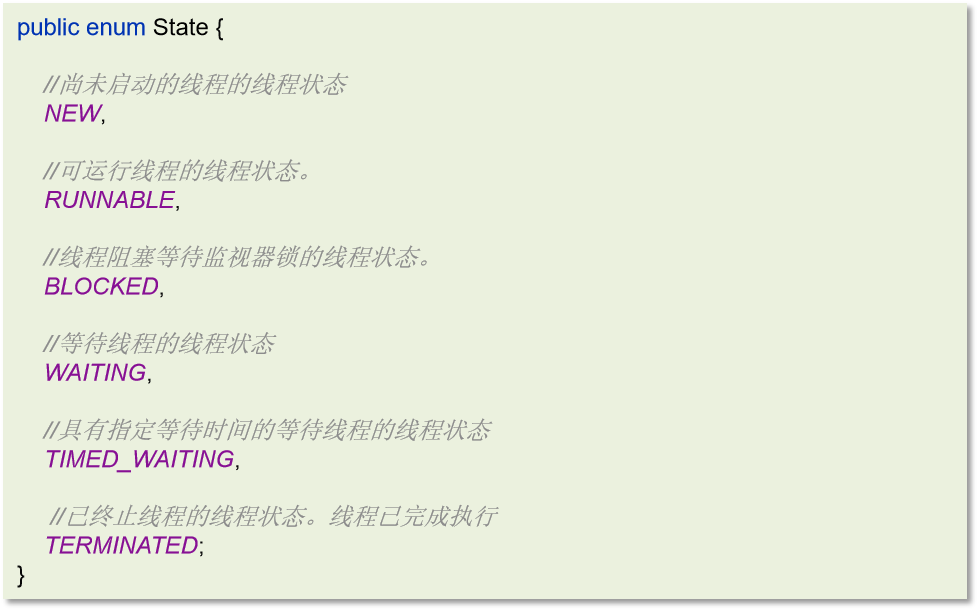 public enum State {
//尚未启动的线程的线程状态
NEW,
//可运行线程的线程状态。
RUNNABLE,
//线程阻塞等待监视器锁的线程状态。
BLOCKED,
//等待线程的线程状态
WAITING,
//具有指定等待时间的等待线程的线程状态
TIMED_WAITING,
//已终止线程的线程状态。线程已完成执行
TERMINATED;
}